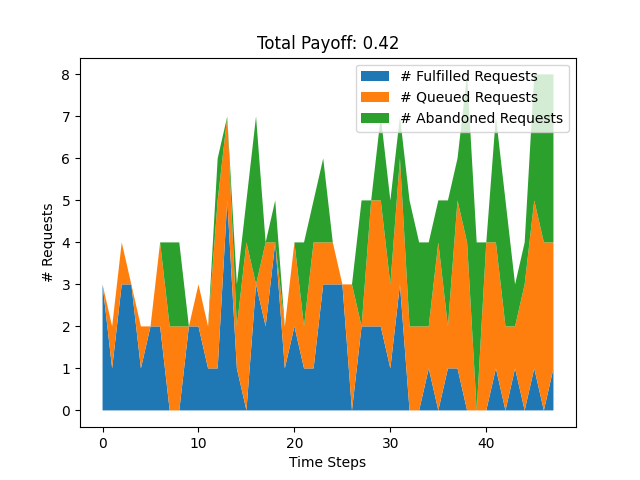 Total Payoff: 0.42
# Fulfilled Requests
# Queued Requests
# Abandoned Requests
8
7
6
5
4
3
2
1
0
# Requests
0 10 20 30 40
Time Steps